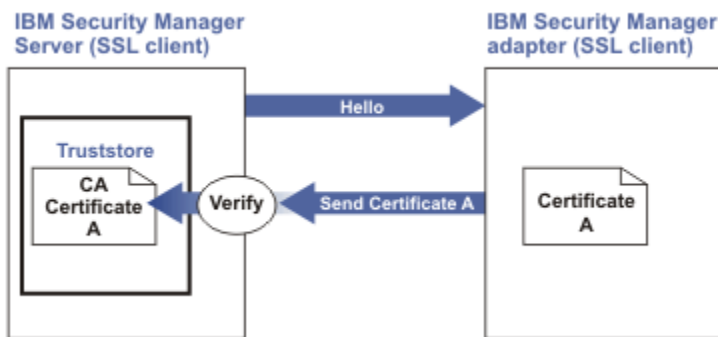 IBM Security Manager
Server (SSL client)
IBM Security Manager
adapter (SSL client)
Hello
Truststore
CA
Certificate
A
Verify
Send Certificate A
Certificate
A